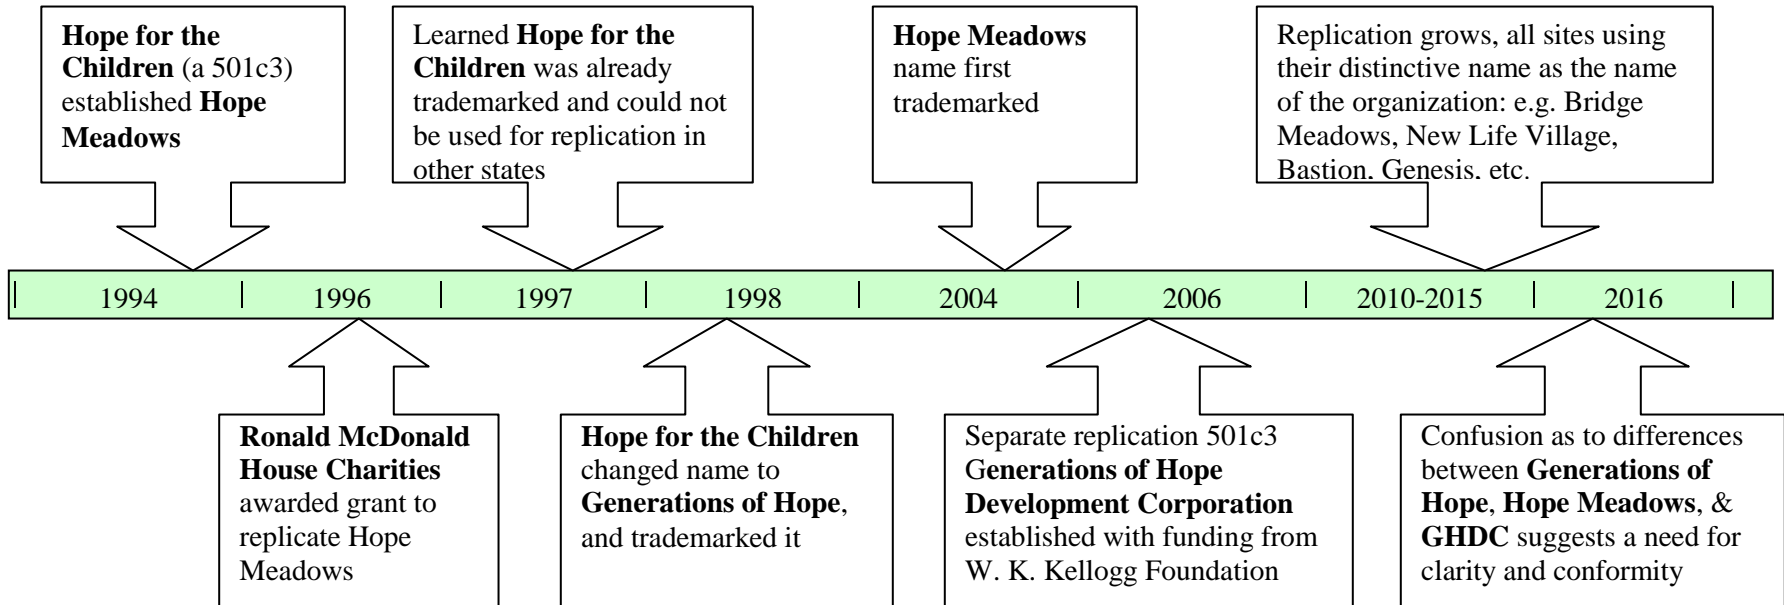 Hope for the
Children (a 501c3)
established Hope
Meadows
Learned Hope for the
Children was already
trademarked and could not
be used for replication in
other states
Hope Meadows
name first
trademarked
Replication grows, all sites using
their distinctive name as the name
of the organization: e.g. Bridge
Meadows, New Life Village,
Bastion, Genesis, etc.
1994
1996
1997
1998
2004
2006
2010-2015
2016
Ronald McDonald
House Charities
awarded grant to
replicate Hope
Meadows
Hope for the Children
changed name to
Generations of Hope,
and trademarked it
Separate replication 501c3
Generations of Hope
Development Corporation
established with funding from
W. K. Kellogg Foundation
Confusion as to differences
between Generations of
Hope, Hope Meadows, &
GHDC suggests a need for
clarity and conformity